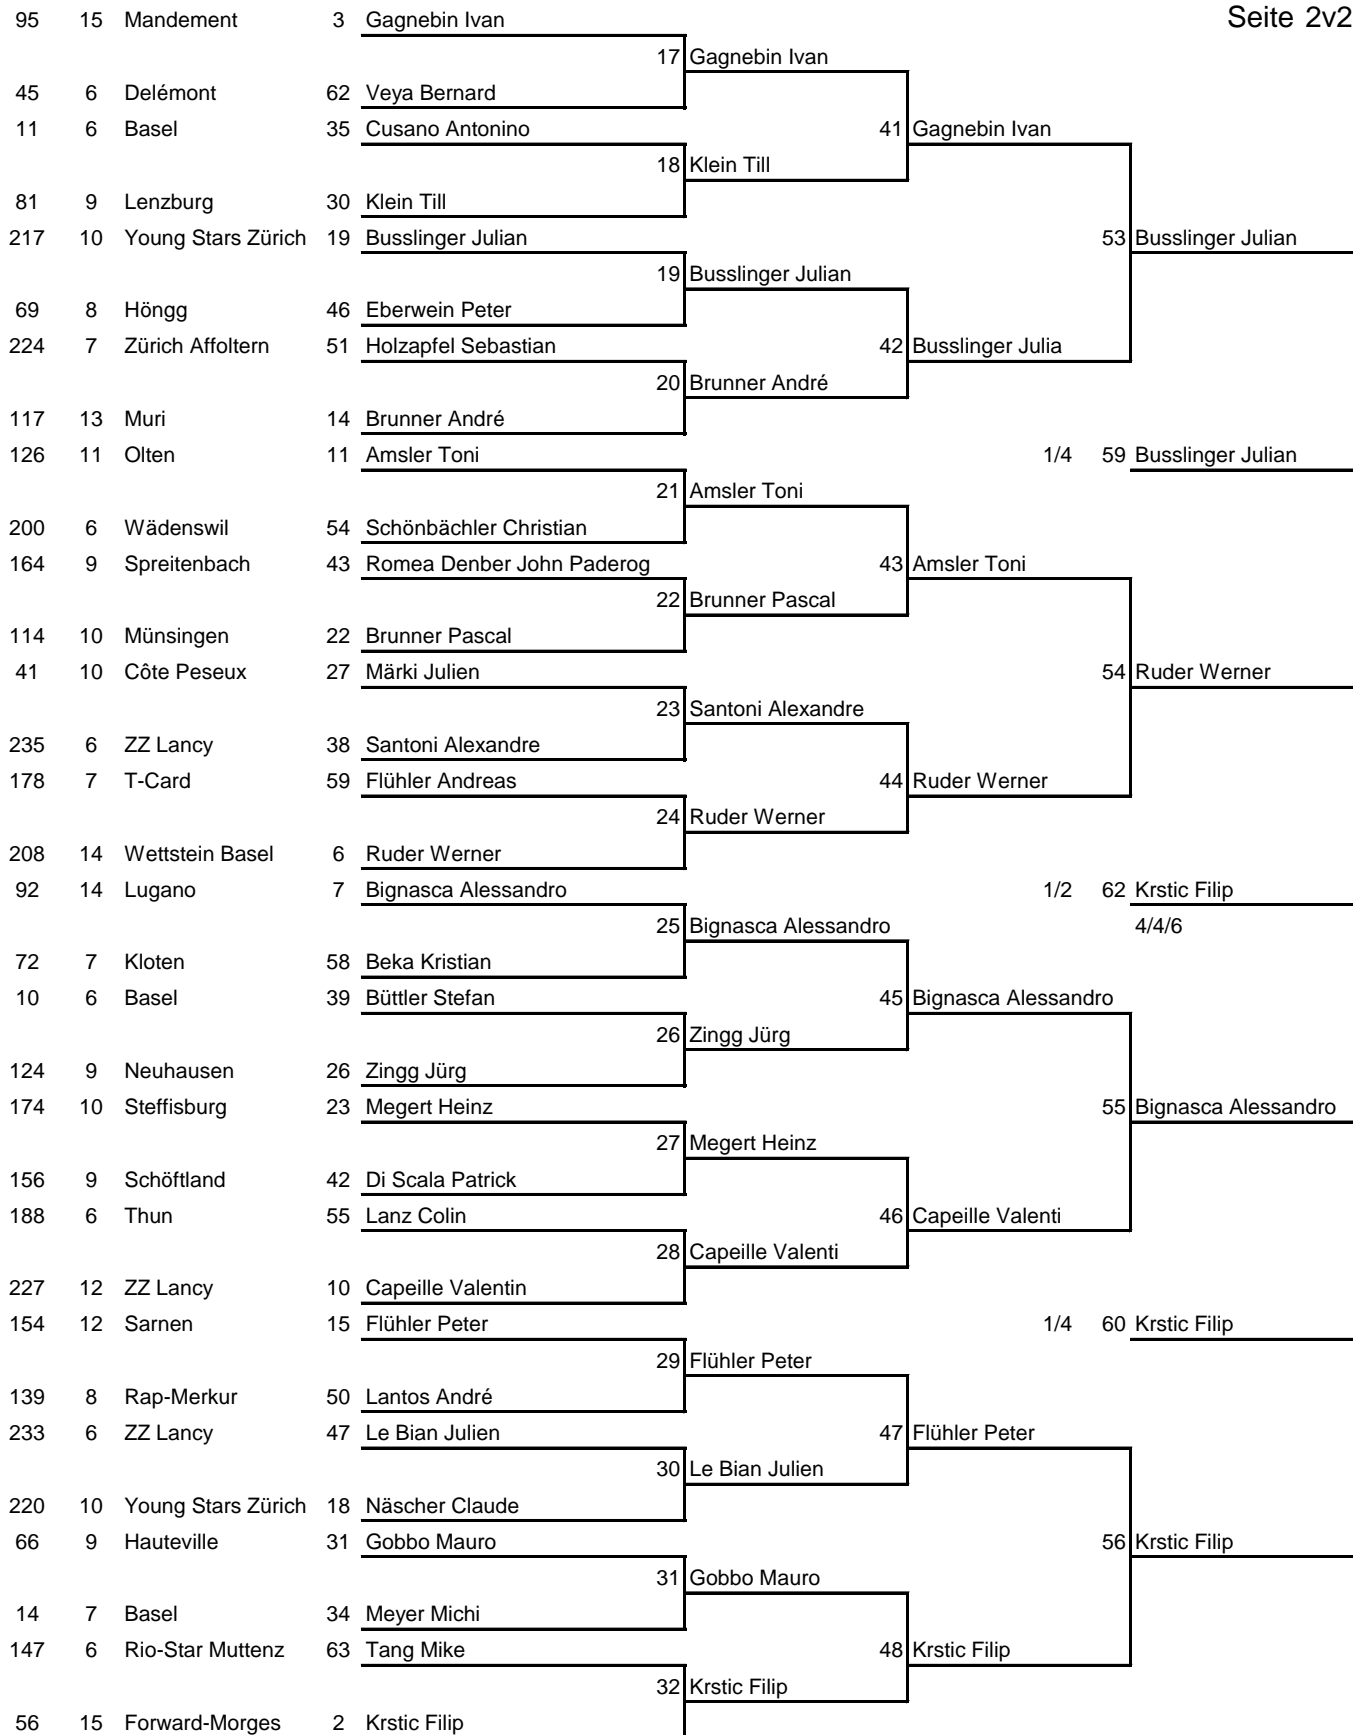 95 15 Mandement 3 Gagnebin Ivan Seite 2v2
17 Gagnebin Ivan
45 6 Delémont 62 Veya Bernard
11 6 Basel 35 Cusano Antonino 41 Gagnebin Ivan
18 Klein Till
81 9 Lenzburg 30 Klein Till
217 10 Young Stars Zürich 19 Busslinger Julian 53 Busslinger Julian
19 Busslinger Julian
69 8 Höngg 46 Eberwein Peter
224 7 Zürich Affoltern 51 Holzapfel Sebastian 42 Busslinger Julia
20 Brunner André
117 13 Muri 14 Brunner André
126 11 Olten 11 Amsler Toni 1/4 59 Busslinger Julian
21 Amsler Toni
200 6 Wädenswil 54 Schönbächler Christian
164 9 Spreitenbach 43 Romea Denber John Paderog 43 Amsler Toni
22 Brunner Pascal
114 10 Münsingen 22 Brunner Pascal
41 10 Côte Peseux 27 Märki Julien 54 Ruder Werner
23 Santoni Alexandre
235 6 ZZ Lancy 38 Santoni Alexandre
178 7 T-Card 59 Flühler Andreas 44 Ruder Werner
24 Ruder Werner
208 14 Wettstein Basel 6 Ruder Werner
92 14 Lugano 7 Bignasca Alessandro 1/2 62 Krstic Filip
25 Bignasca Alessandro 4/4/6
72 7 Kloten 58 Beka Kristian
10 6 Basel 39 Büttler Stefan 45 Bignasca Alessandro
26 Zingg Jürg
124 9 Neuhausen 26 Zingg Jürg
174 10 Steffisburg 23 Megert Heinz 55 Bignasca Alessandro
27 Megert Heinz
156 9 Schöftland 42 Di Scala Patrick
188 6 Thun 55 Lanz Colin 46 Capeille Valenti
28 Capeille Valenti
227 12 ZZ Lancy 10 Capeille Valentin
154 12 Sarnen 15 Flühler Peter 1/4 60 Krstic Filip
29 Flühler Peter
139 8 Rap-Merkur 50 Lantos André
233 6 ZZ Lancy 47 Le Bian Julien 47 Flühler Peter
30 Le Bian Julien
220 10 Young Stars Zürich 18 Näscher Claude
66 9 Hauteville 31 Gobbo Mauro 56 Krstic Filip
31 Gobbo Mauro
14 7 Basel 34 Meyer Michi
147 6 Rio-Star Muttenz 63 Tang Mike 48 Krstic Filip
32 Krstic Filip
56 15 Forward-Morges 2 Krstic Filip